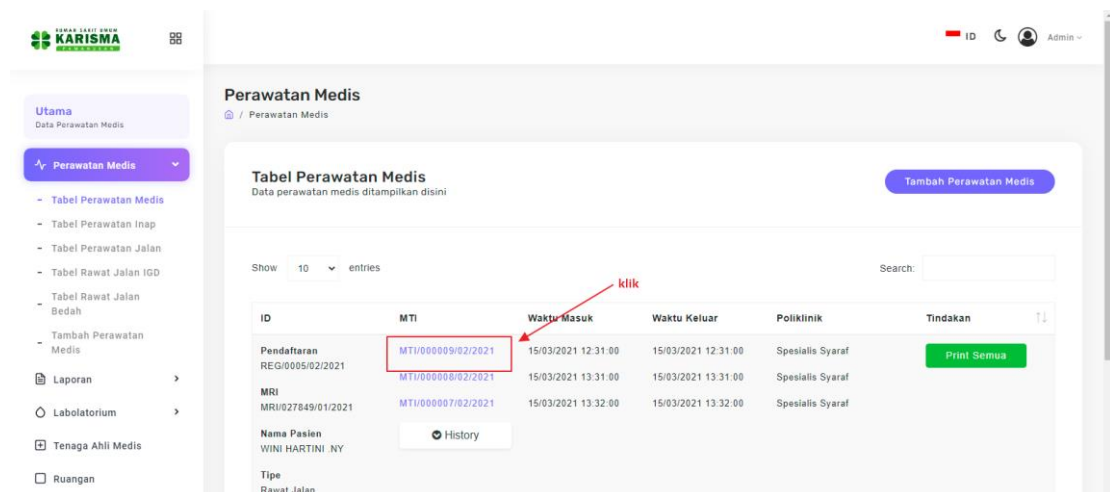 RUMAH SAKIT UMUM
KARISMA
ID
Admin
Utama
Data Perawatan Medis
Perawatan Medis
- Tabel Perawatan Medis
- Tabel Perawatan Inap
- Tabel Perawatan Jalan
- Tabel Rawat Jalan IGD
- Tabel Rawat Jalan
Bedah
- Tambah Perawatan
Medis
Laporan
Labolatorium
Tenaga Ahli Medis
Ruangan
Perawatan Medis
/ Perawatan Medis
Tabel Perawatan Medis
Data perawatan medis ditampilkan disini
Tambah Perawatan Medis
Show 10 entries
Search:
klik
ID MTI Waktu Masuk Waktu Keluar Poliklinik Tindakan
Pendaftaran
REG/0005/02/2021
MRI
MRI/027849/01/2021
Nama Pasien
WINI HARTINI .NY
Tipe
Rawat Jalan
MTI/000009/02/2021 15/03/2021 12:31:00 15/03/2021 12:31:00 Spesialis Syaraf
MTI/000008/02/2021 15/03/2021 13:31:00 15/03/2021 13:31:00 Spesialis Syaraf
MTI/000007/02/2021 15/03/2021 13:32:00 15/03/2021 13:32:00 Spesialis Syaraf
History
Print Semua